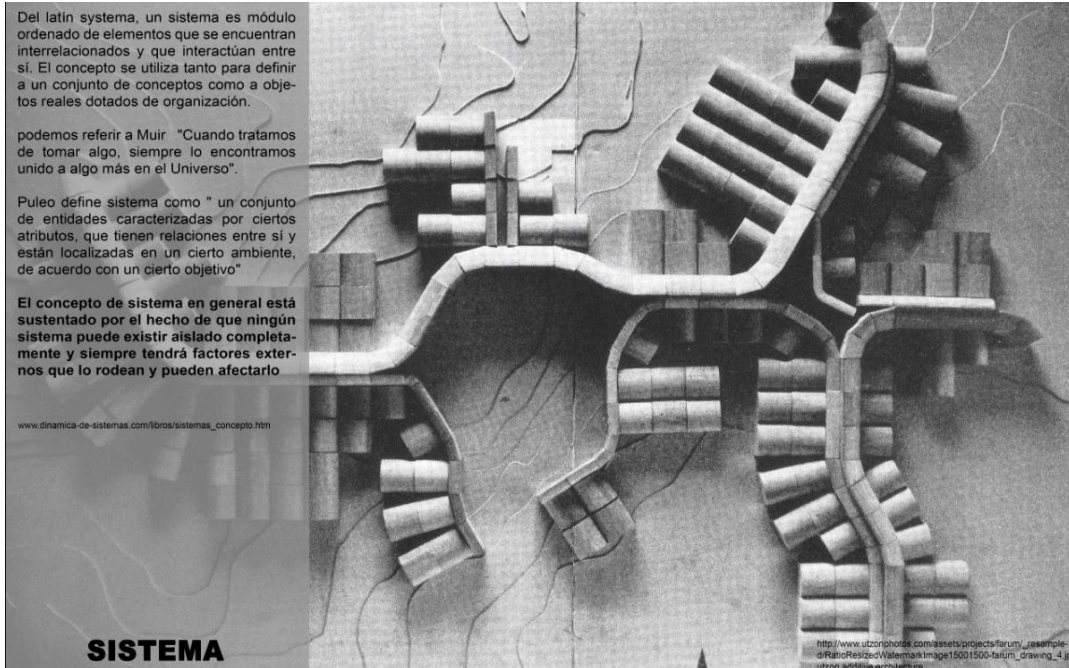 Del latín systema, un sistema es módulo
ordenado de elementos que se encuentran
interrelacionados y que interactúan entre
sí. El concepto se utiliza tanto para definir
a un conjunto de conceptos como a obje-
tos reales dotados de organización.
podemos referir a Muir "Cuando tratamos
de tomar algo, siempre lo encontramos
unido a algo más en el Universo".
Puleo define sistema como " un conjunto
de entidades caracterizadas por ciertos
atributos, que tienen relaciones entre sí y
están localizadas en un cierto ambiente,
de acuerdo con un cierto objetivo"
El concepto de sistema en general está
sustentado por el hecho de que ningún
sistema puede existir aislado completa-
mente y siempre tendrá factores exter-
nos que lo rodean y pueden afectarlo
www.dinamica-de-sistemas.com/libros/sistemas_concepto.htm
SISTEMA
http://www.utzonphotos.com/assets/projects/farum/_resample-
d/RatioResizedWatermarkImage15001500-farum_drawing_4.jp
utzon additive architecture